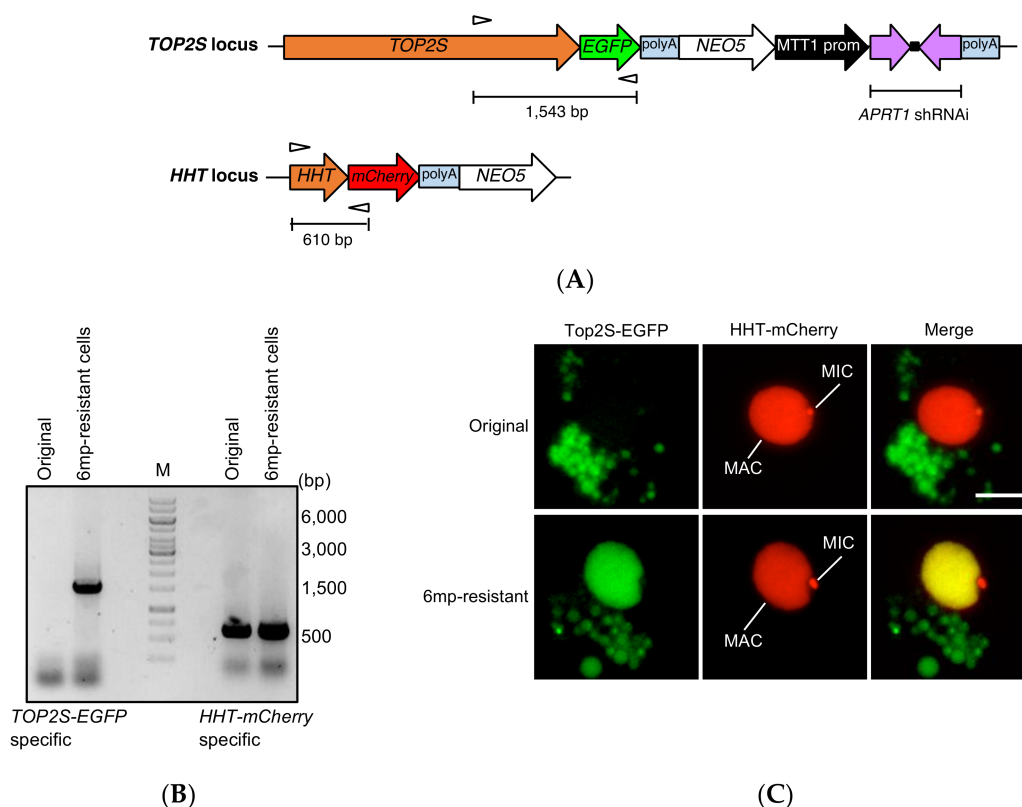 TOP2S locus
TOP2S
EGFP
polyA
NEO5
MTT1 prom
polyA
1,543 bp
APRT1 shRNAi
HHT locus
HHT
mCherry
polyA
NEO5
610 bp
(A)
Original
6mp-resistant cells
M
Original
6mp-resistant cells
(bp)
6,000
3,000
1,500
500
TOP2S-EGFP
specific
HHT-mCherry
specific
(B)
Top2S-EGFP
HHT-mCherry
Merge
Original
MIC
MAC
6mp-resistant
MIC
MAC
(C)